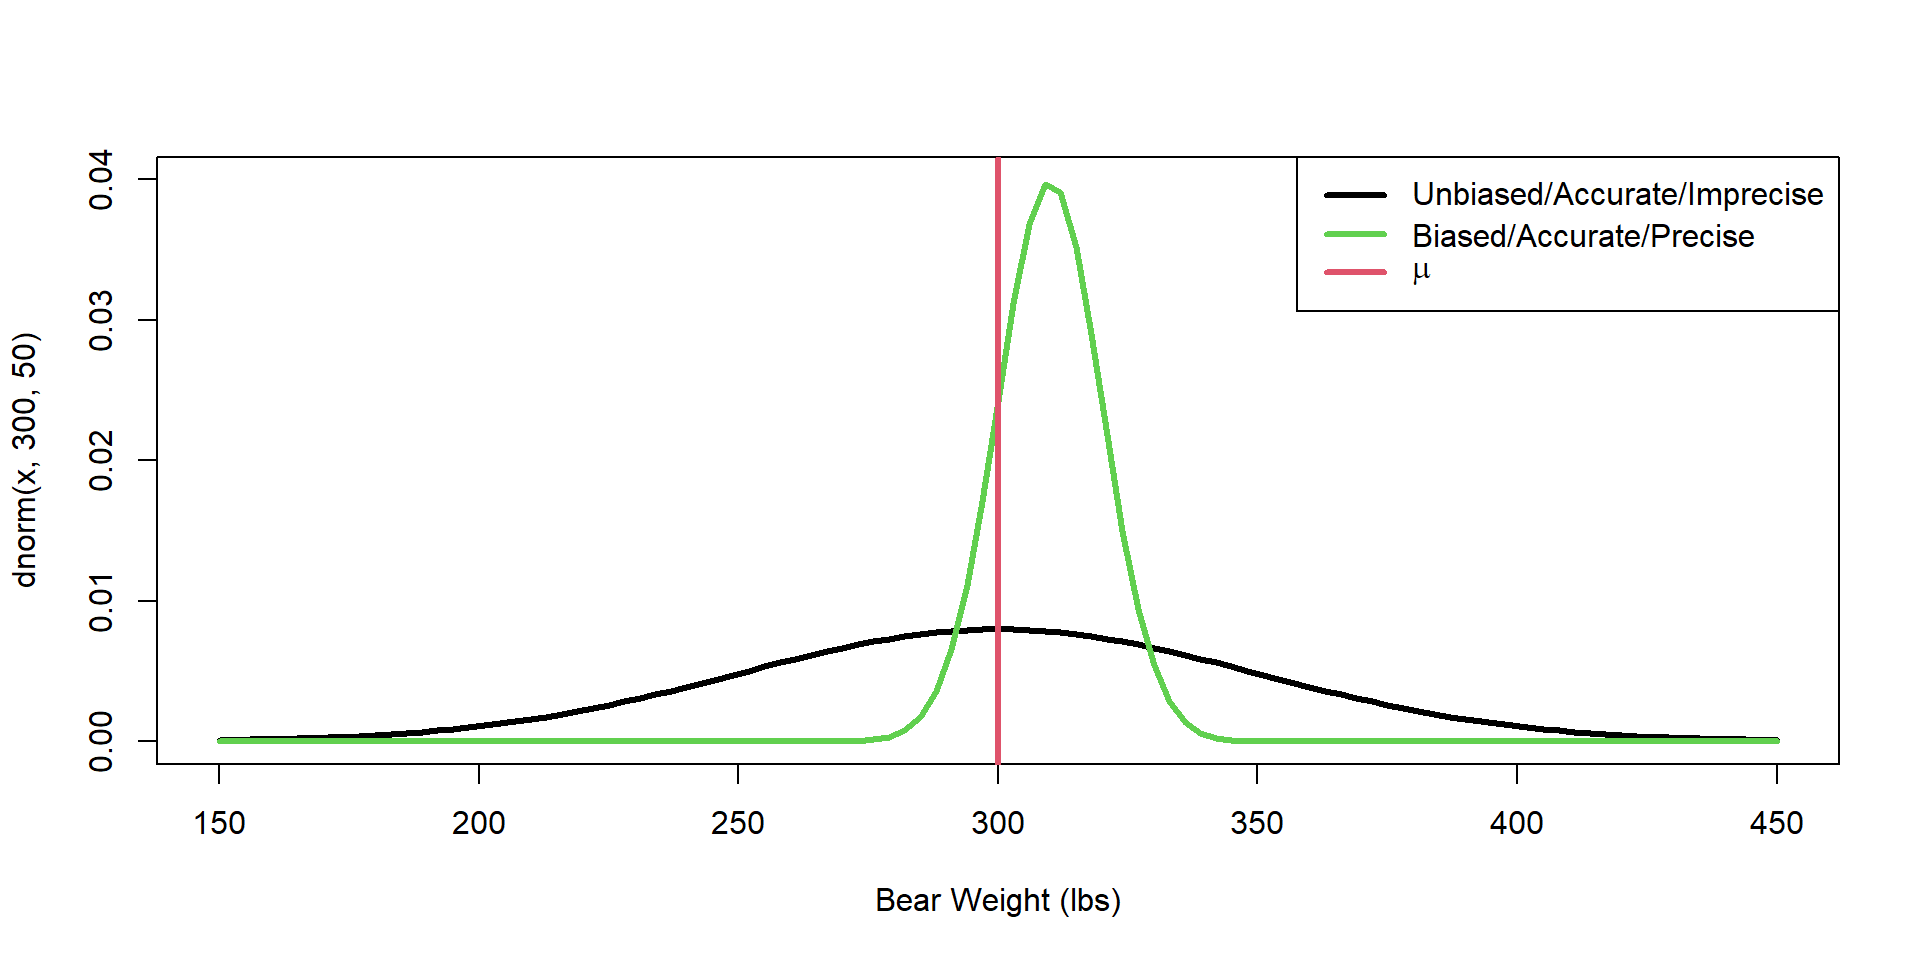 Unbiased/Accurate/Imprecise
Biased/Accurate/Precise
μ
dnorm(x, 300, 50)
0.04
0.03
0.02
0.01
0.00
150 200 250 300 350 400 450
Bear Weight (lbs)